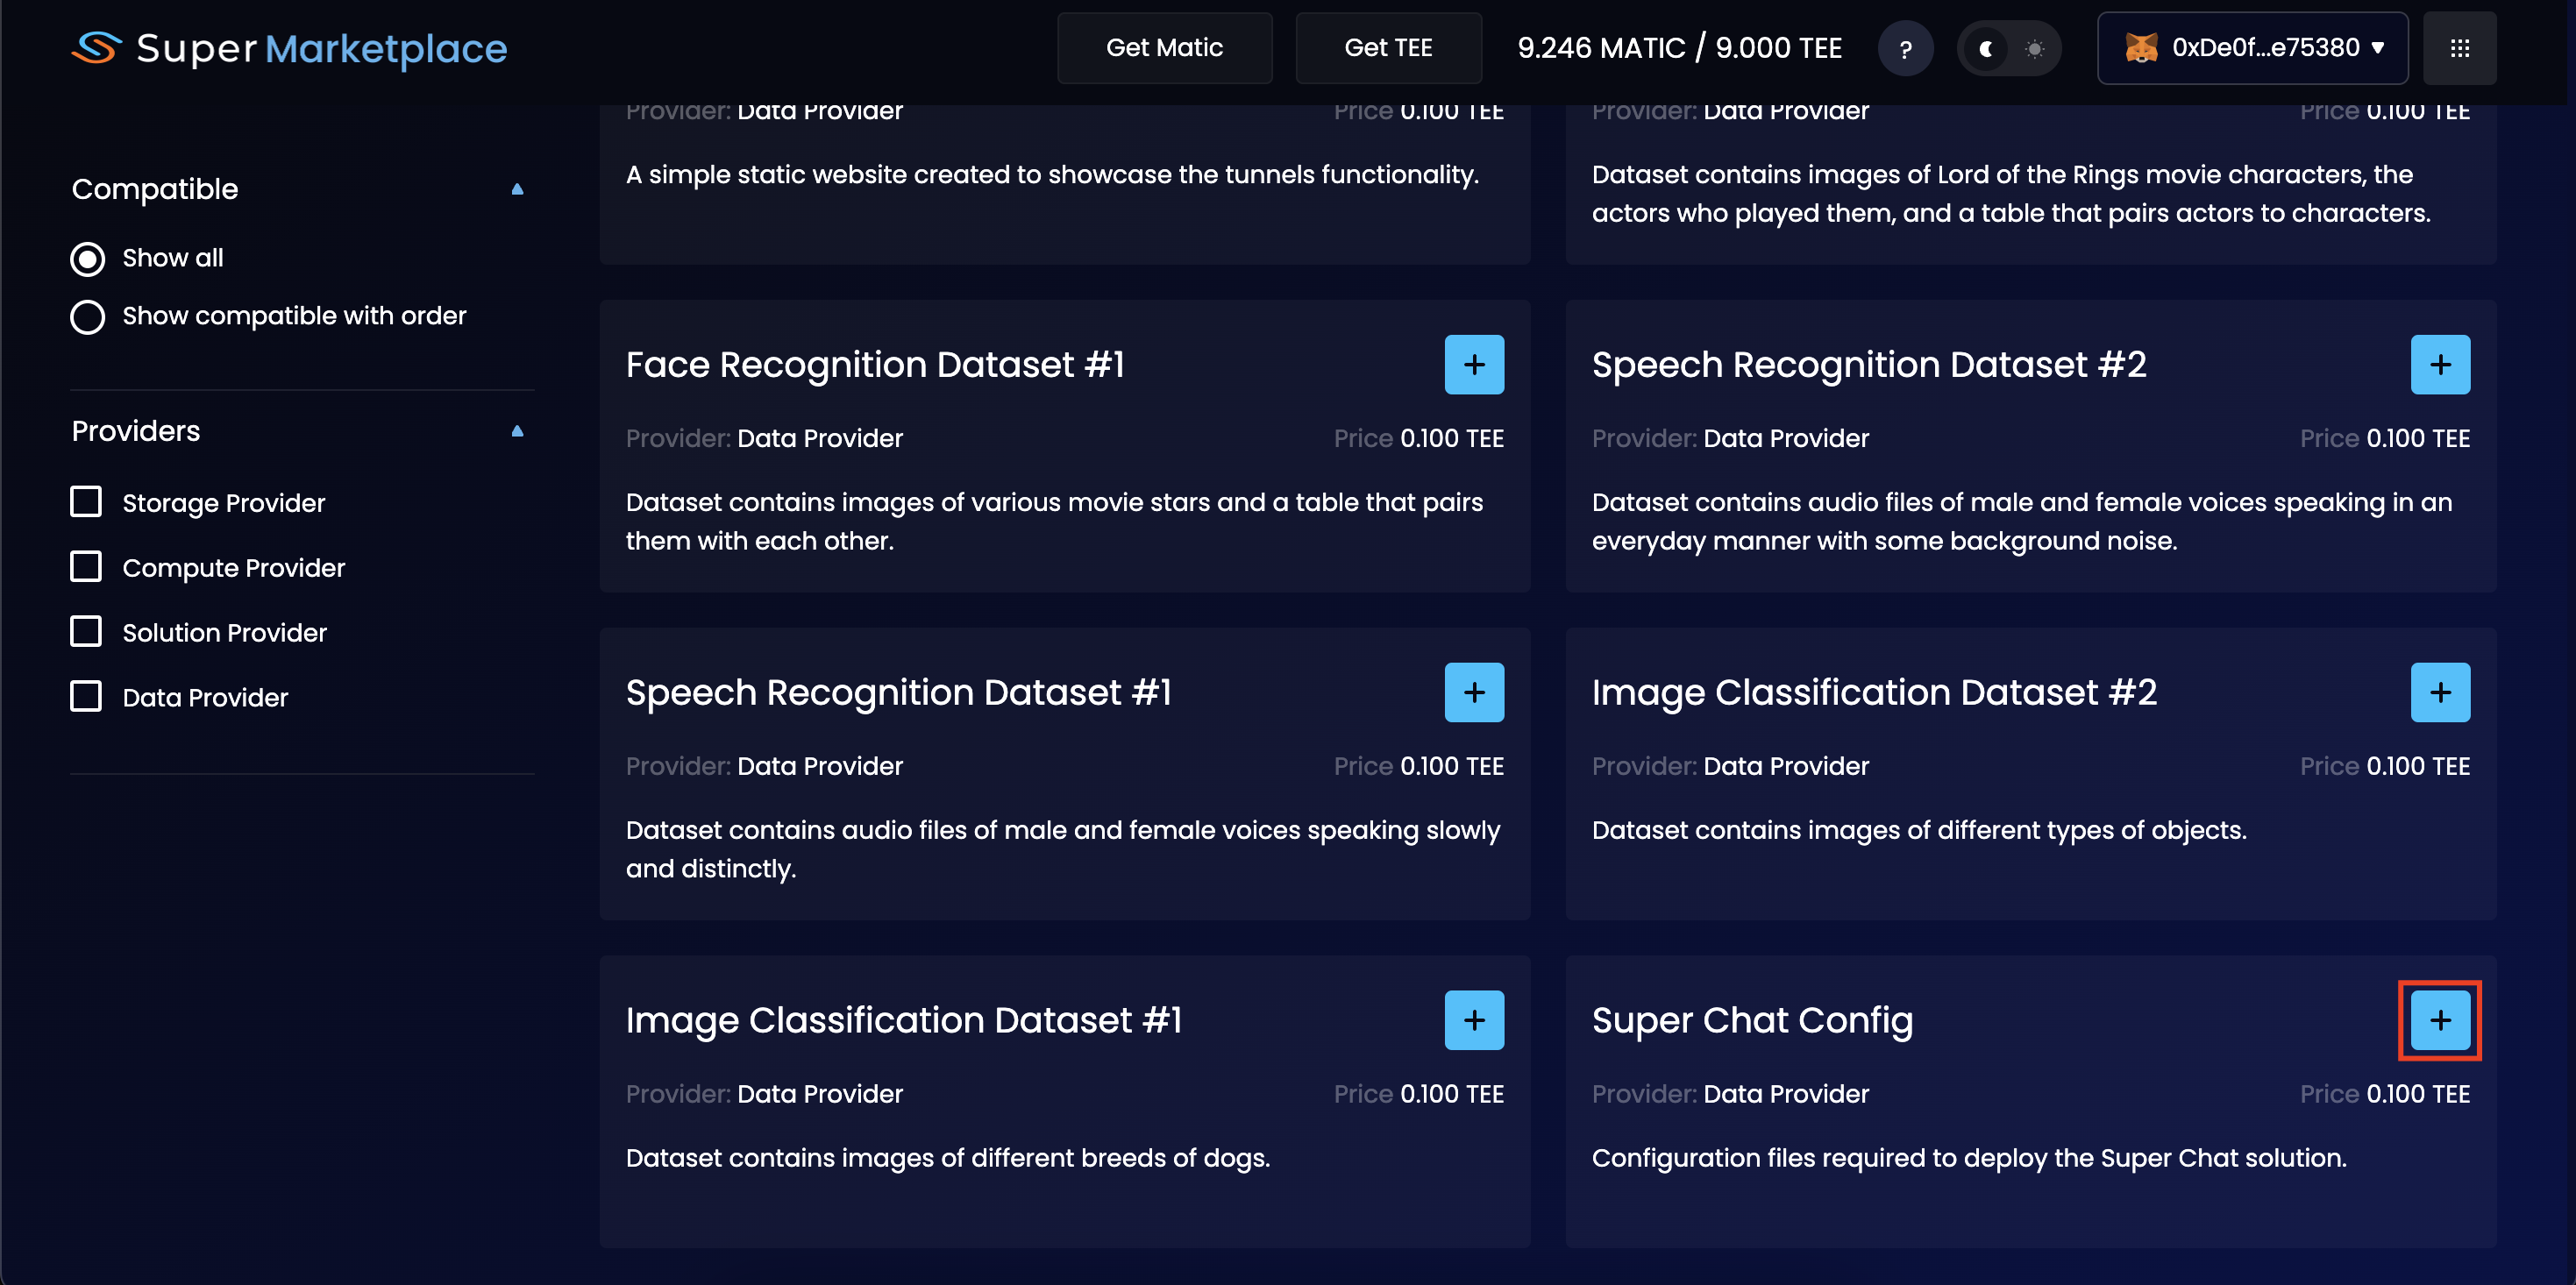 Super Marketplace
Get Matic
Get TEE
9.246 MATIC / 9.000 TEE
?
0xDe0f...e75380
Compatible
Show all
Show compatible with order
Providers
Storage Provider
Compute Provider
Solution Provider
Data Provider
Provider: Data Provider
Price 0.100 TEE
A simple static website created to showcase the tunnels functionality.
Provider: Data Provider
Price 0.100 TEE
Dataset contains images of Lord of the Rings movie characters, the
actors who played them, and a table that pairs actors to characters.
Face Recognition Dataset #1
+
Provider: Data Provider
Price 0.100 TEE
Dataset contains images of various movie stars and a table that pairs
them with each other.
Speech Recognition Dataset #2
+
Provider: Data Provider
Price 0.100 TEE
Dataset contains audio files of male and female voices speaking in an
everyday manner with some background noise.
Speech Recognition Dataset #1
+
Provider: Data Provider
Price 0.100 TEE
Dataset contains audio files of male and female voices speaking slowly
and distinctly.
Image Classification Dataset #2
+
Provider: Data Provider
Price 0.100 TEE
Dataset contains images of different types of objects.
Image Classification Dataset #1
+
Provider: Data Provider
Price 0.100 TEE
Dataset contains images of different breeds of dogs.
Super Chat Config
+
Provider: Data Provider
Price 0.100 TEE
Configuration files required to deploy the Super Chat solution.